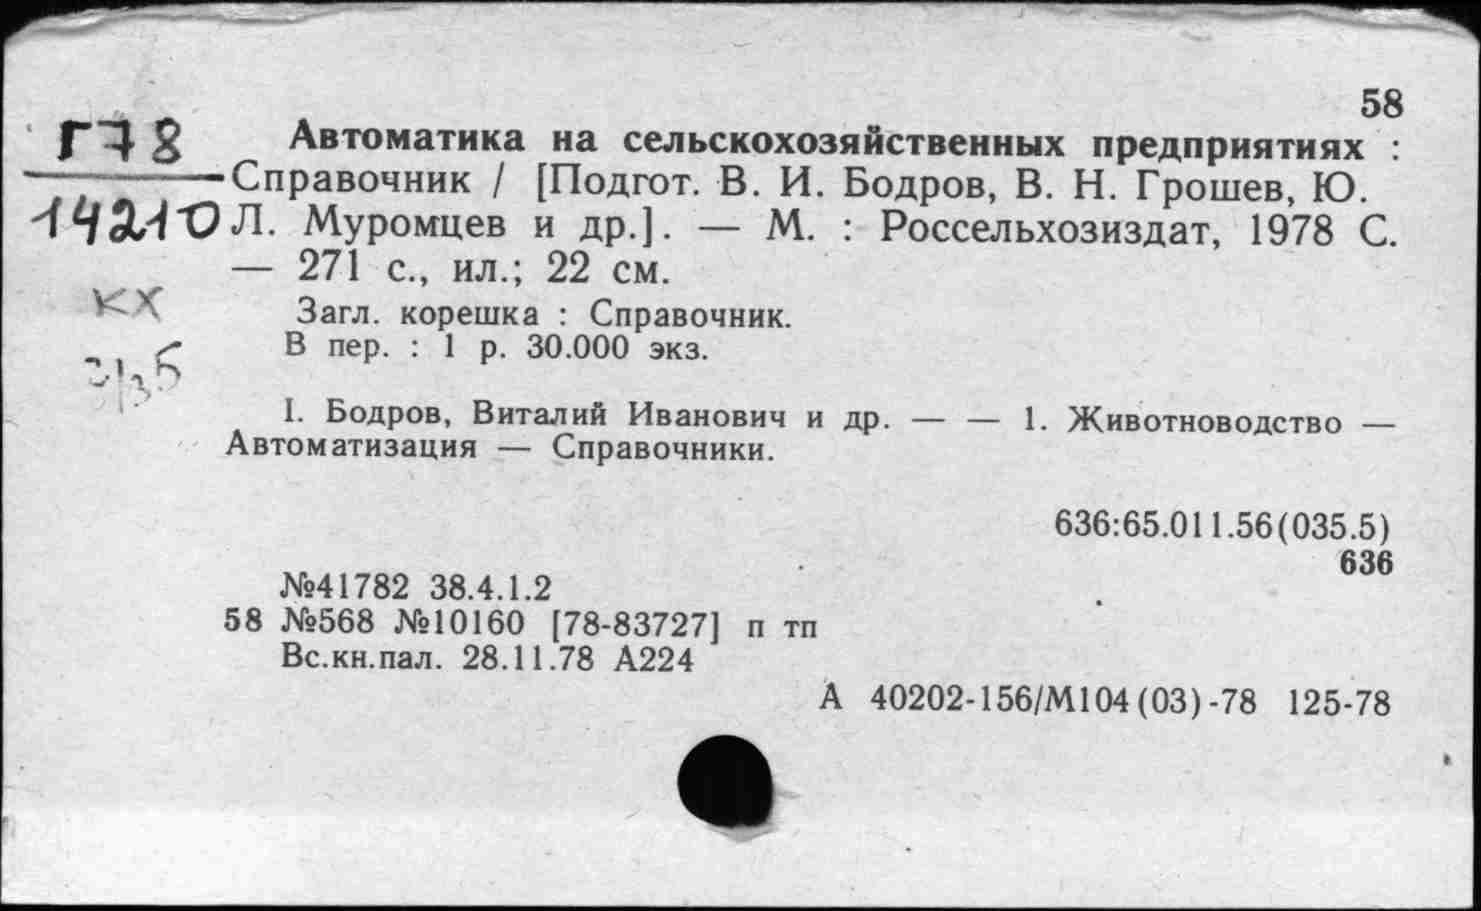 58
Г78 Автоматика на сельскохозяйственных предприятиях :
Справочник / [Подгот. В. И. Бодров, В. Н. Грошев, Ю.
14210 Л. Муромцев и др.]. — М. : Россельхозиздат, 1978 С.
— 271 с., ил.; 22 см.
кх
Загл. корешка : Справочник.
В пер. : 1 р. 30.000 экз.
I. Бодров, Виталий Иванович и др. — — 1. Животноводство —
Автоматизация — Справочники.
636:65.011.56(035.5)
636
№41782 38.4.1.2
58 №568 №10160 [78-83727] п тп
Вс.кн.пал. 28.11.78 А224
А 40202-156/М104(03)-78 125-78